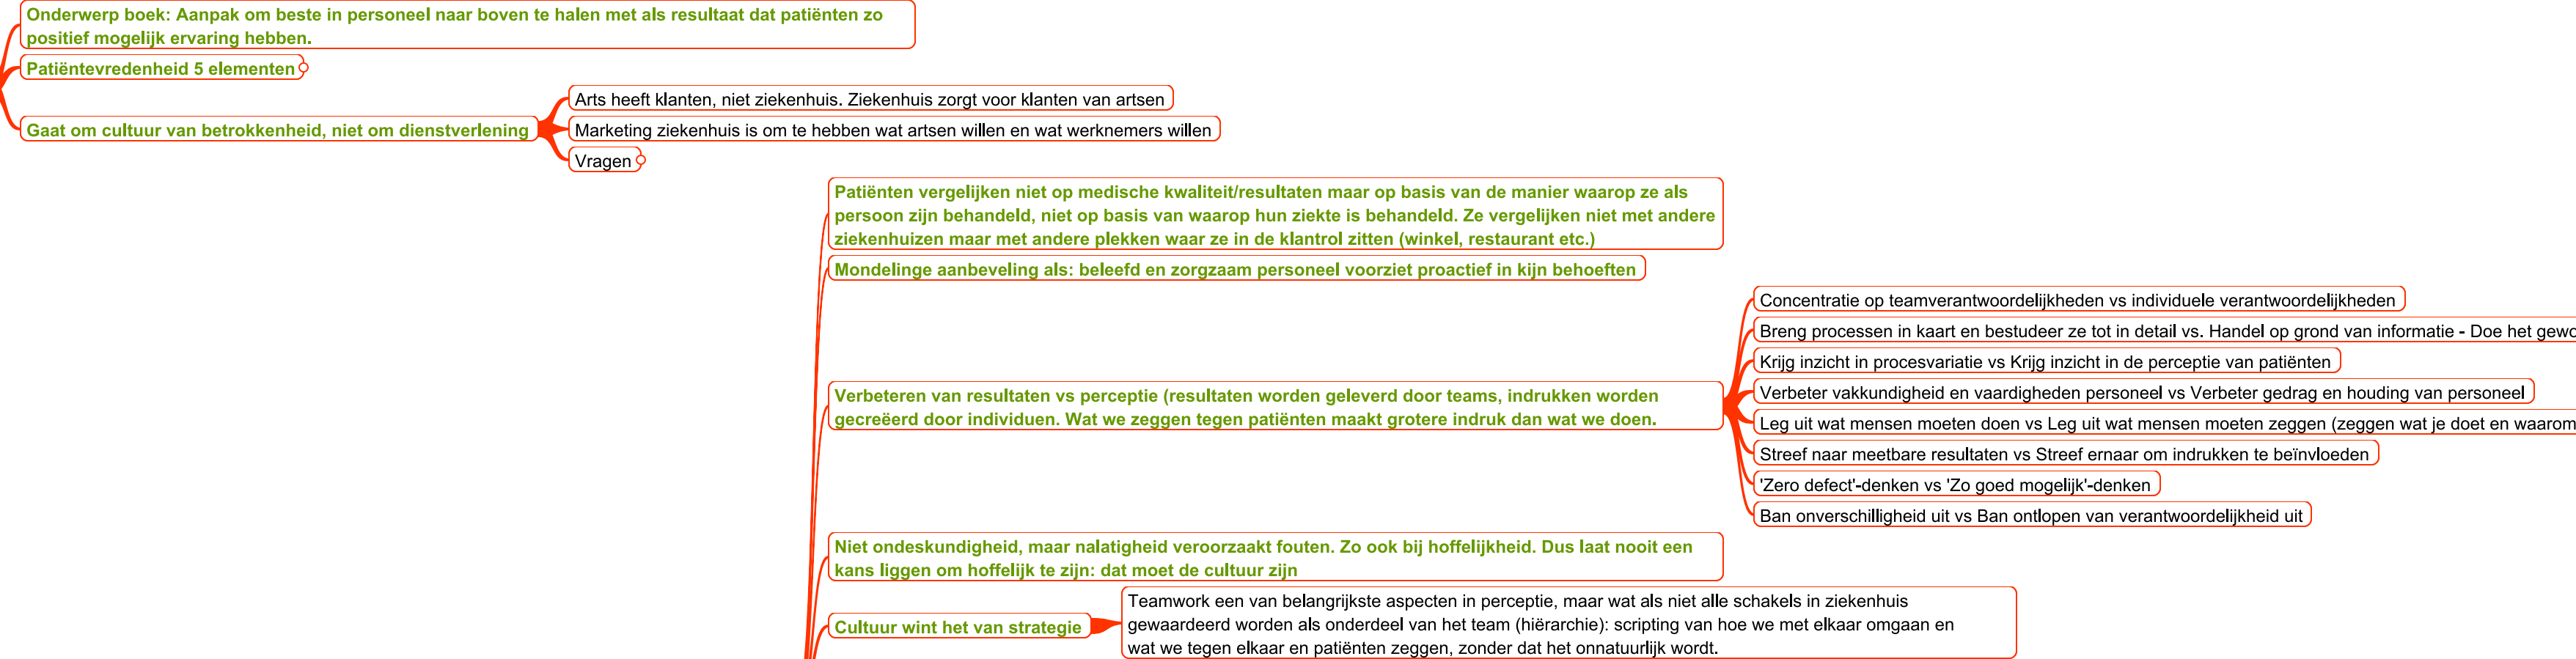 Onderwerp boek: Aanpak om beste in personeel naar boven te halen met als resultaat dat patiënten zo
positief mogelijk ervaring hebben.
Patiëntevredenheid 5 elementen
Gaat om cultuur van betrokkenheid, niet om dienstverlening
Arts heeft klanten, niet ziekenhuis. Ziekenhuis zorgt voor klanten van artsen
Marketing ziekenhuis is om te hebben wat artsen willen en wat werknemers willen
Vragen
Patiënten vergelijken niet op medische kwaliteit/resultaten maar op basis van de manier waarop ze als
persoon zijn behandeld, niet op basis van waarop hun ziekte is behandeld. Ze vergelijken niet met andere
ziekenhuizen maar met andere plekken waar ze in de klantrol zitten (winkel, restaurant etc.)
Mondelinge aanbeveling als: beleefd en zorgzaam personeel voorziet proactief in kijn behoeften
Verbeteren van resultaten vs perceptie (resultaten worden geleverd door teams, indrukken worden
gecreëerd door individuen. Wat we zeggen tegen patiënten maakt grotere indruk dan wat we doen.
Concentratie op teamverantwoordelijkheden vs individuele verantwoordelijkheden
Breng processen in kaart en bestudeer ze tot in detail vs. Handel op grond van informatie - Doe het gewo
Krijg inzicht in procesvariatie vs Krijg inzicht in de perceptie van patiënten
Verbeter vakkundigheid en vaardigheden personeel vs Verbeter gedrag en houding van personeel
Leg uit wat mensen moeten doen vs Leg uit wat mensen moeten zeggen (zeggen wat je doet en waarom
Streef naar meetbare resultaten vs Streef ernaar om indrukken te beïnvloeden
'Zero defect'-denken vs 'Zo goed mogelijk'-denken
Ban onverschilligheid uit vs Ban ontlopen van verantwoordelijkheid uit
Niet ondeskundigheid, maar nalatigheid veroorzaakt fouten. Zo ook bij hoffelijkheid. Dus laat nooit een
kans liggen om hoffelijk te zijn: dat moet de cultuur zijn
Cultuur wint het van strategie
Teamwork een van belangrijkste aspecten in perceptie, maar wat als niet alle schakels in ziekenhuis
gewaardeerd worden als onderdeel van het team (hiërarchie): scripting van hoe we met elkaar omgaan en
wat we tegen elkaar en patiënten zeggen, zonder dat het onnatuurlijk wordt.